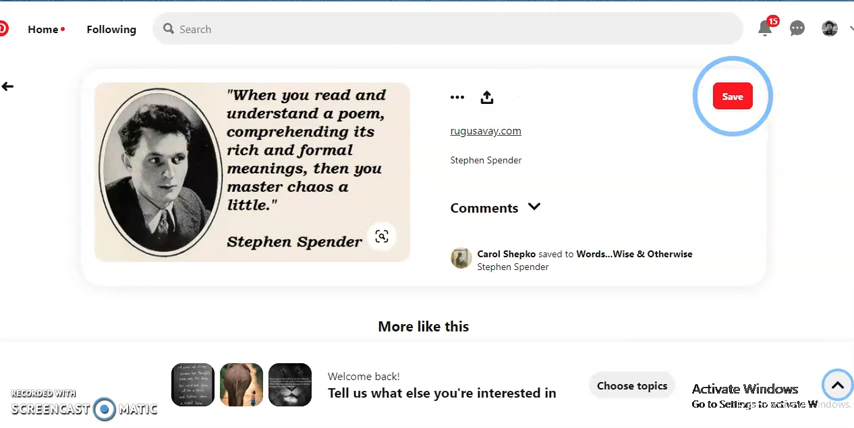 Home
Following
Search
15
"When you read and
understand a poem,
comprehending its
rich and formal
meanings, then you
master chaos a
little."
Stephen Spender
Save
rugusavay.com
Stephen Spender
Comments
Carol Shepko saved to Words...Wise & Otherwise
Stephen Spender
More like this
Welcome back!
Tell us what else you're interested in
Choose topics
Activate Windows
Go to Settings to activate Windows.
RECORDED WITH
SCREENCAST MATIC